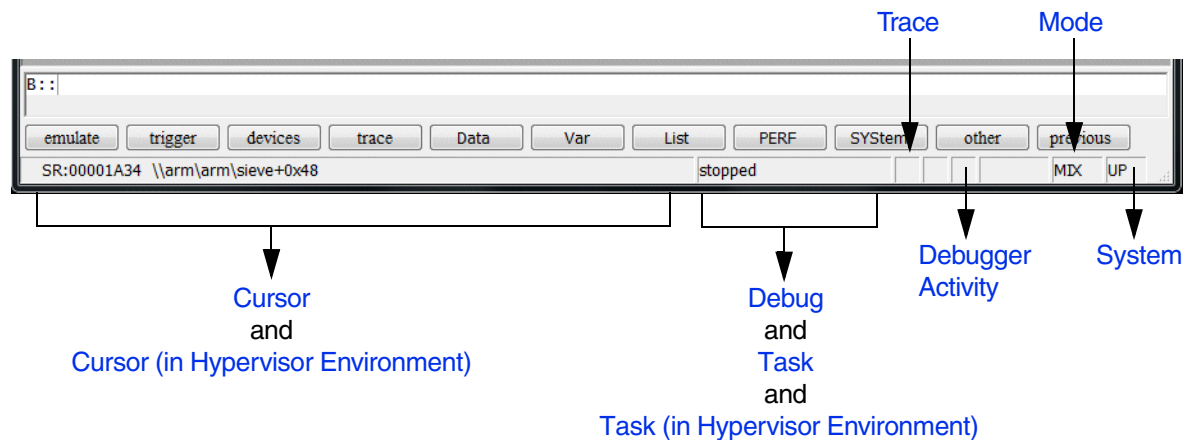 Trace Mode
B::
emulate trigger devices trace Data Var List PERF SYStem other previous
SR:00001A34 \\arm\arm\sieve+0x48 stopped MIX UP
Debugger Activity
System
Cursor
and
Cursor (in Hypervisor Environment)
Debug
and
Task
and
Task (in Hypervisor Environment)